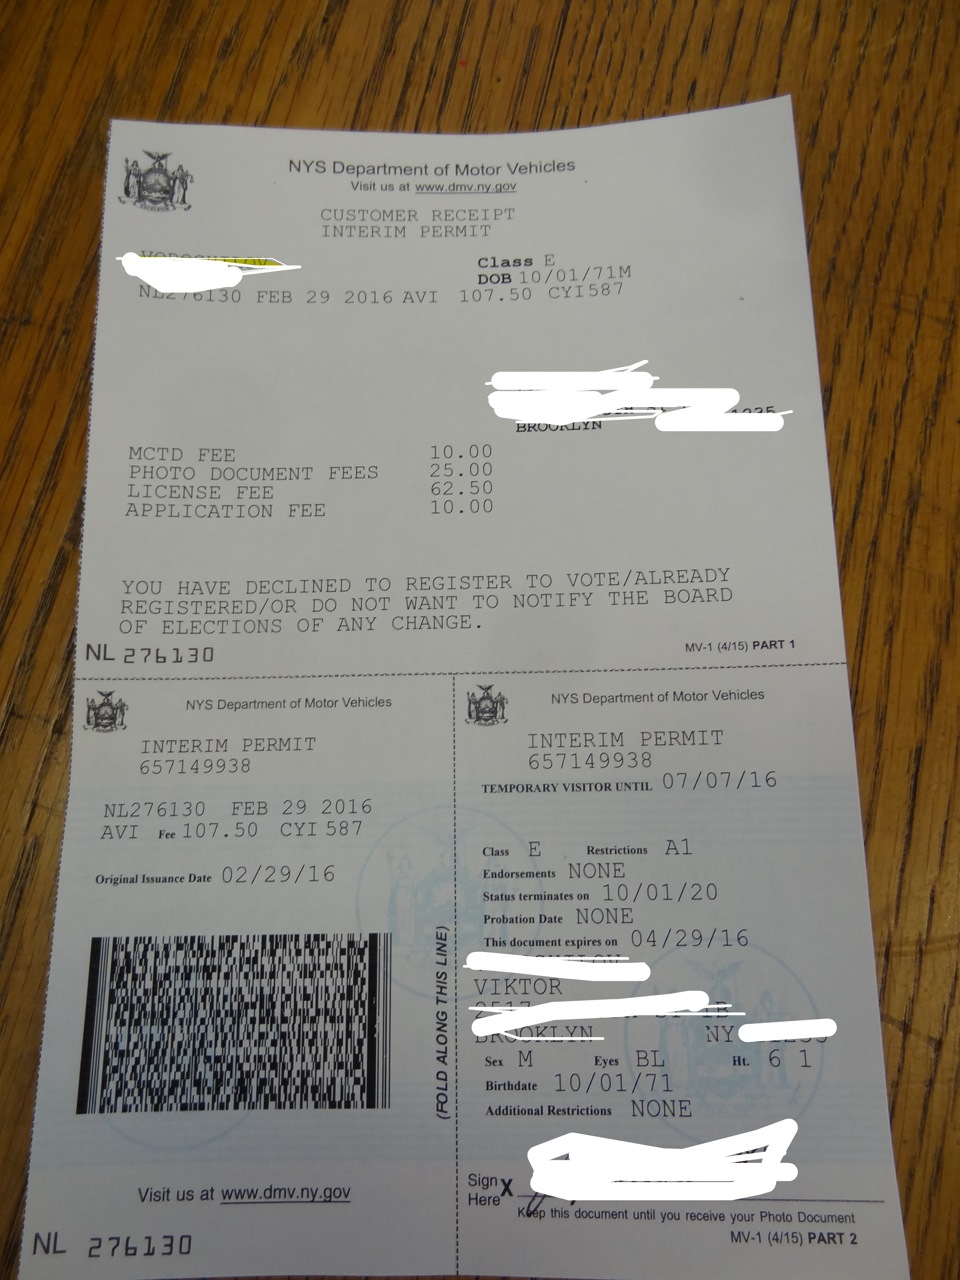 NYS Department of Motor Vehicles
Visit us at www.dmv.ny.gov
CUSTOMER RECEIPT
INTERIM PERMIT
Class E
DOB 10/01/71M
NL276130 FEB 29 2016 AVI 107.50 CYI587
BROOKLYN
MCTD FEE 10.00
PHOTO DOCUMENT FEES 25.00
LICENSE FEE 62.50
APPLICATION FEE 10.00
YOU HAVE DECLINED TO REGISTER TO VOTE/ALREADY
REGISTERED/OR DO NOT WANT TO NOTIFY THE BOARD
OF ELECTIONS OF ANY CHANGE.
NL 276130
MV-1 (4/15) PART 1
NYS Department of Motor Vehicles
INTERIM PERMIT
657149938
NL276130 FEB 29 2016
AVI Fee 107.50 CYI 587
Original Issuance Date 02/29/16
(FOLD ALONG THIS LINE)
Visit us at www.dmv.ny.gov
NL 276130
NYS Department of Motor Vehicles
INTERIM PERMIT
657149938
TEMPORARY VISITOR UNTIL 07/07/16
Class E Restrictions A1
Endorsements NONE
Status terminates on 10/01/20
Probation Date NONE
This document expires on 04/29/16
VIKTOR
BROOKLYN NY
Sex M Eyes BL Ht. 6 1
Birthdate 10/01/71
Additional Restrictions NONE
Sign Here X
Keep this document until you receive your Photo Document
MV-1 (4/15) PART 2